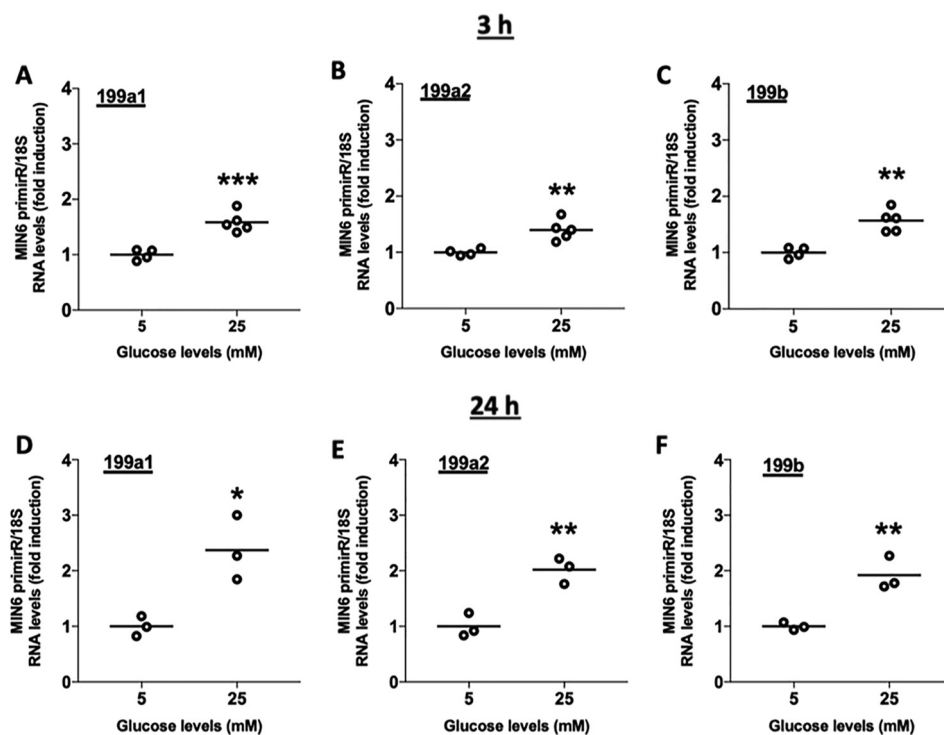 3 h
A
199a1
MIN6 primirR/18S
RNA levels (fold induction)
4
3
2
1
0
***
5
25
Glucose levels (mM)
B
199a2
MIN6 primirR/18S
RNA levels (fold induction)
4
3
2
1
0
**
5
25
Glucose levels (mM)
C
199b
MIN6 primirR/18S
RNA levels (fold induction)
4
3
2
1
0
**
5
25
Glucose levels (mM)
24 h
D
199a1
MIN6 primirR/18S
RNA levels (fold induction)
4
3
2
1
0
*
5
25
Glucose levels (mM)
E
199a2
MIN6 primirR/18S
RNA levels (fold induction)
4
3
2
1
0
**
5
25
Glucose levels (mM)
F
199b
MIN6 primirR/18S
RNA levels (fold induction)
4
3
2
1
0
**
5
25
Glucose levels (mM)